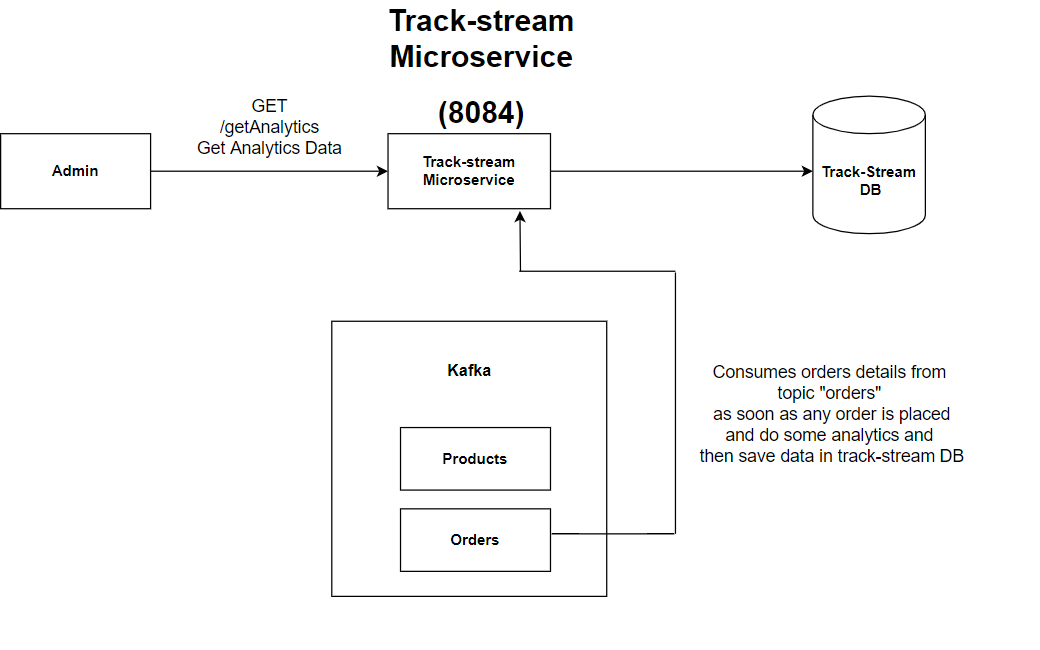 Track-stream
Microservice
(8084)
GET
/getAnalytics
Get Analytics Data
Admin
Track-stream
Microservice
Track-Stream
DB
Kafka
Products
Orders
Consumes orders details from
topic "orders"
as soon as any order is placed
and do some analytics and
then save data in track-stream DB